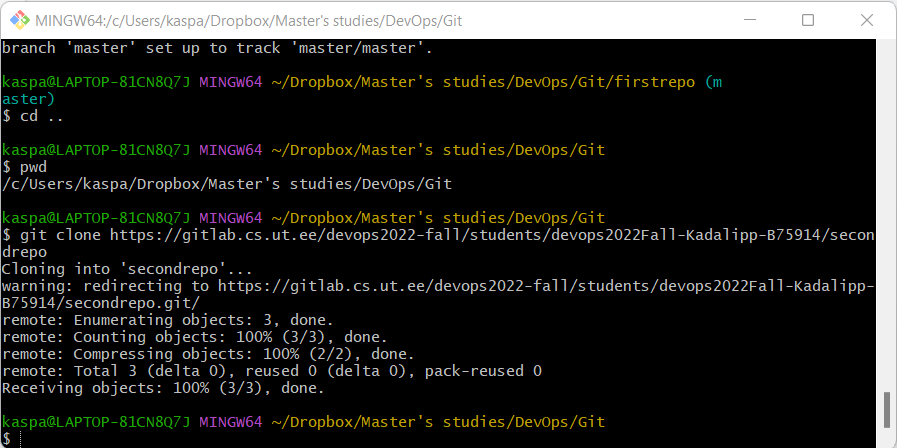 MINGW64:/c/Users/kaspa/Dropbox/Master's studies/DevOps/Git
branch 'master' set up to track 'master/master'.
kaspa@LAPTOP-81CN8Q7J MINGW64 ~/Dropbox/Master's studies/DevOps/Git/firstrepo (m
aster)
$ cd ..
kaspa@LAPTOP-81CN8Q7J MINGW64 ~/Dropbox/Master's studies/DevOps/Git
$ pwd
/c/Users/kaspa/Dropbox/Master's studies/DevOps/Git
kaspa@LAPTOP-81CN8Q7J MINGW64 ~/Dropbox/Master's studies/DevOps/Git
$ git clone https://gitlab.cs.ut.ee/devops2022-fall/students/devops2022Fall-Kadalipp-B75914/secon
drepo
Cloning into 'secondrepo'...
warning: redirecting to https://gitlab.cs.ut.ee/devops2022-fall/students/devops2022Fall-Kadalipp-
B75914/secondrepo.git/
remote: Enumerating objects: 3, done.
remote: Counting objects: 100% (3/3), done.
remote: Compressing objects: 100% (2/2), done.
remote: Total 3 (delta 0), reused 0 (delta 0), pack-reused 0
Receiving objects: 100% (3/3), done.
kaspa@LAPTOP-81CN8Q7J MINGW64 ~/Dropbox/Master's studies/DevOps/Git
$